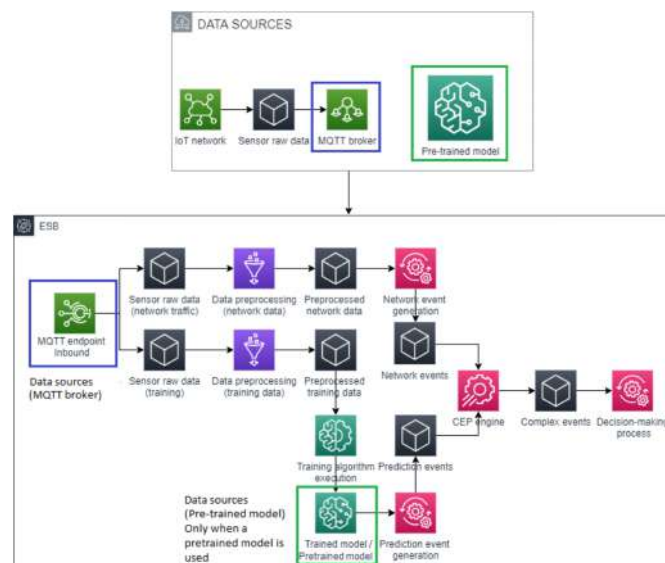 DATA SOURCES
IoT network
Sensor raw data
MQTT broker
Pre-trained model
ESB
MQTT endpoint
Inbound
Data sources
(MQTT broker)
Sensor raw data
(network traffic)
Data preprocessing
(network data)
Preprocessed
network data
Network event
generation
Sensor raw data
(training)
Data preprocessing
(training data)
Preprocessed
training data
Network events
CEP engine
Complex events
Decision-making
process
Training algorithm
execution
Prediction events
Data sources
(Pre-trained model)
Only when a
pretrained model is
used
Trained model /
Pretrained model
Prediction event
generation